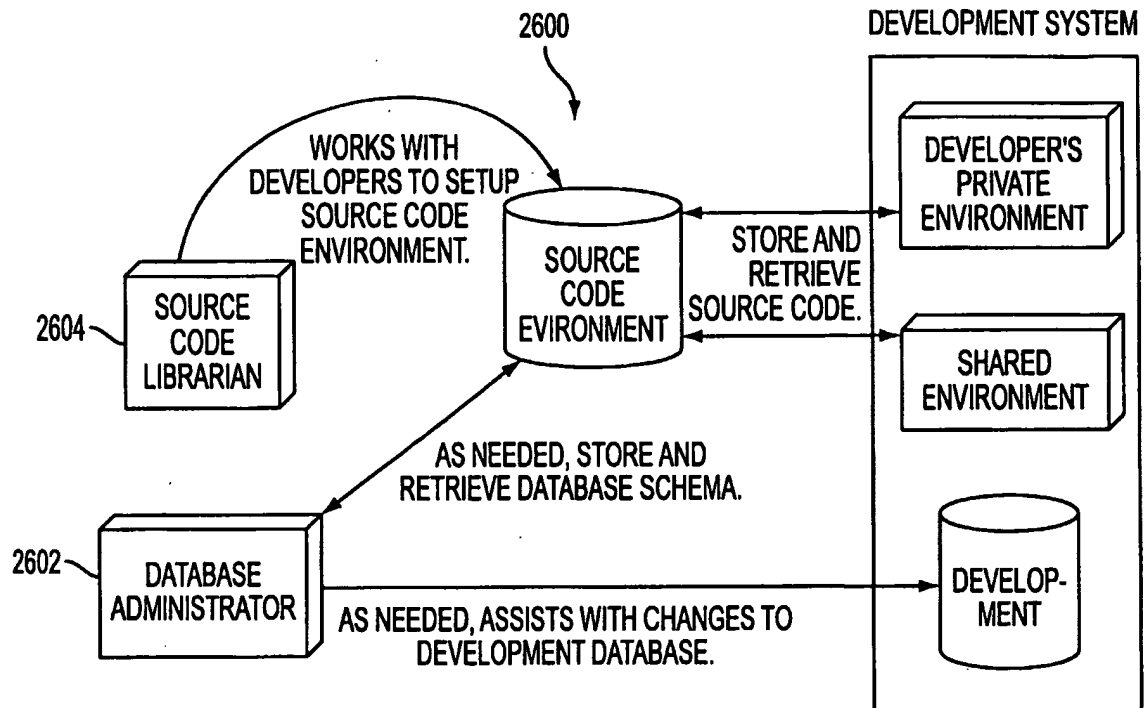 2600
DEVELOPMENT SYSTEM
WORKS WITH
DEVELOPERS TO SETUP
SOURCE CODE
ENVIRONMENT.
DEVELOPER'S
PRIVATE
ENVIRONMENT
SOURCE
CODE
EVIRONMENT
STORE AND
RETRIEVE
SOURCE CODE.
2604
SOURCE
CODE
LIBRARIAN
SHARED
ENVIRONMENT
AS NEEDED, STORE AND
RETRIEVE DATABASE SCHEMA.
2602
DATABASE
ADMINISTRATOR
AS NEEDED, ASSISTS WITH CHANGES TO
DEVELOPMENT DATABASE.
DEVELOP-
MENT